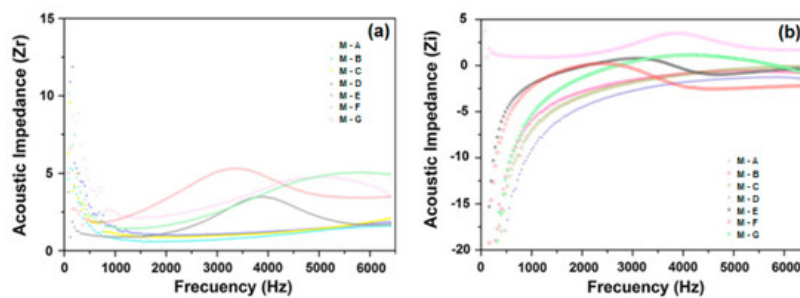 (a)
Acoustic Impedance (Zr)
15
10
5
0
M - A
M - B
M - C
M - D
M - E
M - F
M - G
0 1000 2000 3000 4000 5000 6000
Frecuency (Hz)
(b)
Acoustic Impedance (Zi)
5
0
-5
-10
-15
-20
M - A
M - B
M - C
M - D
M - E
M - F
M - G
0 1000 2000 3000 4000 5000 6000
Frecuency (Hz)